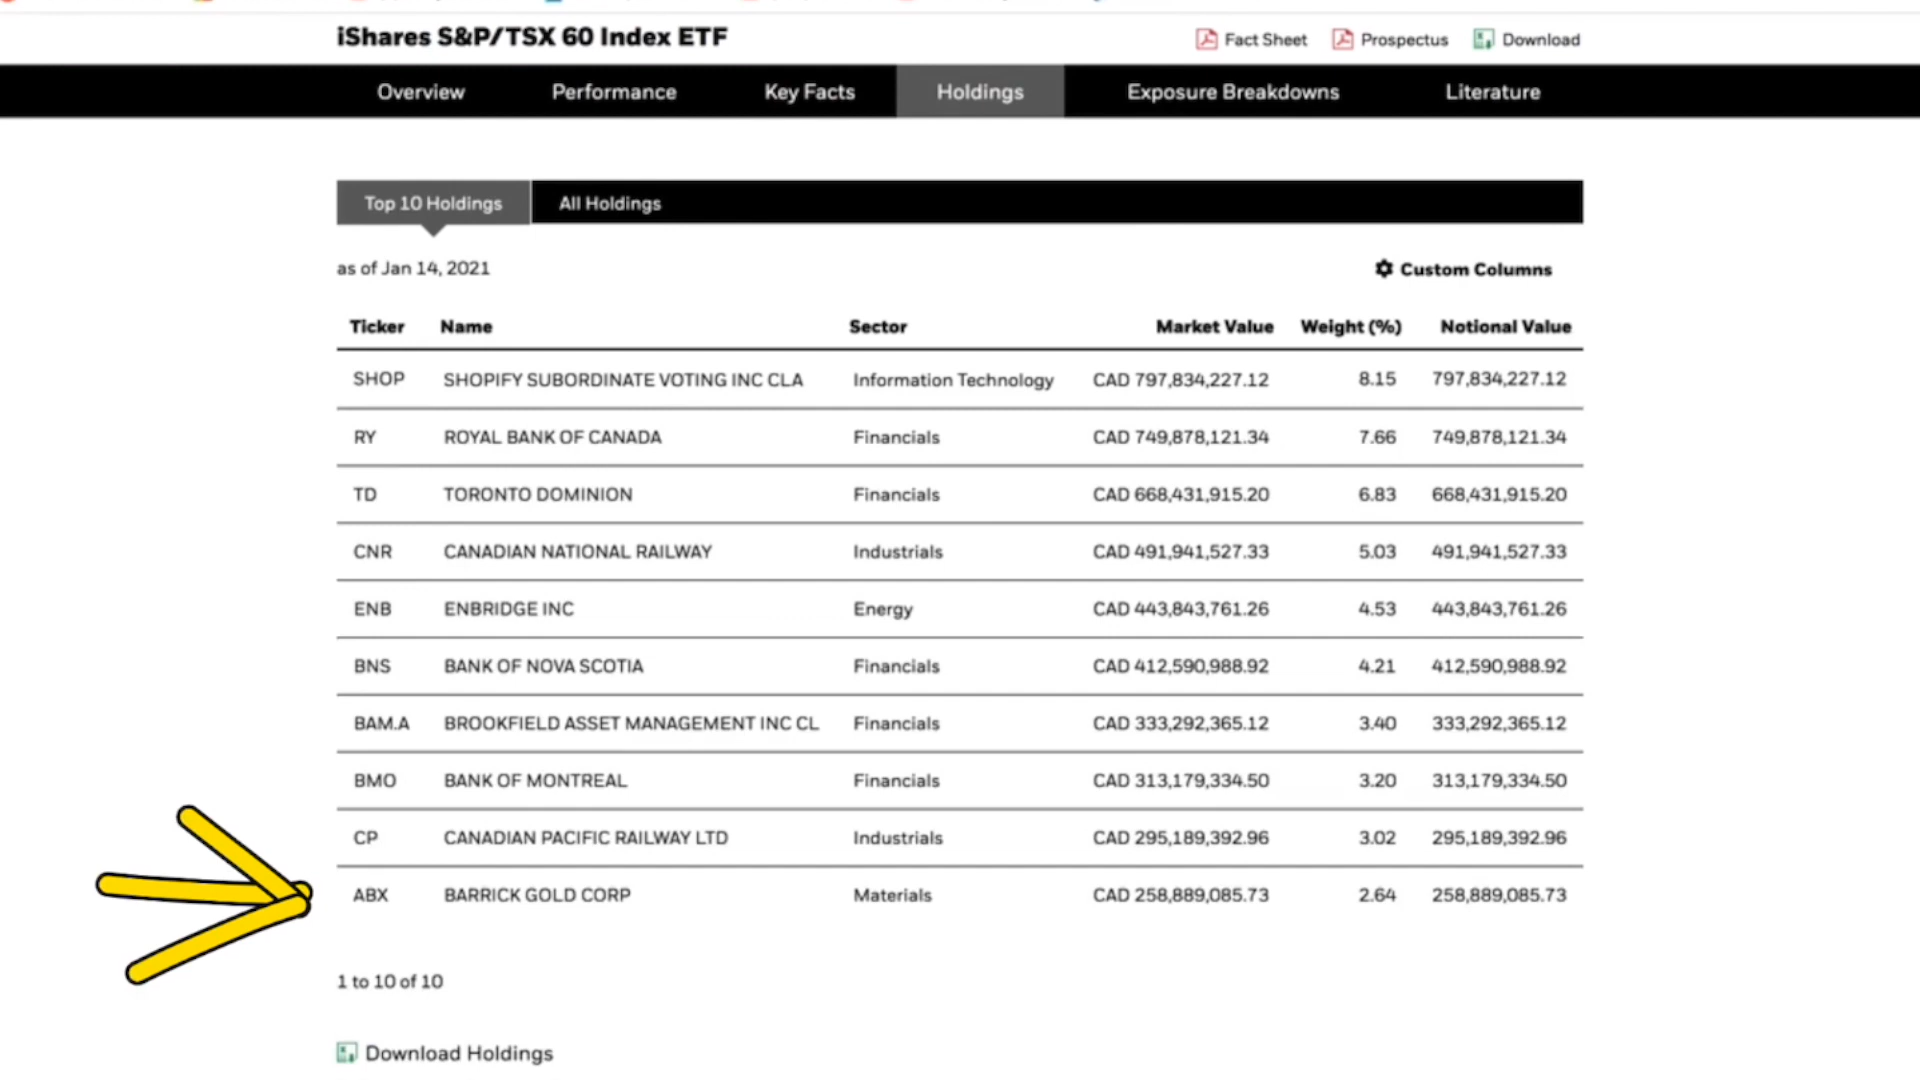 iShares S&P/TSX 60 Index ETF
Fact Sheet Prospectus Download
Overview Performance Key Facts Holdings Exposure Breakdowns Literature
Top 10 Holdings All Holdings
as of Jan 14, 2021
Custom Columns
Ticker Name Sector Market Value Weight (%) Notional Value
SHOP SHOPIFY SUBORDINATE VOTING INC CLA Information Technology CAD 797,834,227.12 8.15 797,834,227.12
RY ROYAL BANK OF CANADA Financials CAD 749,878,121.34 7.66 749,878,121.34
TD TORONTO DOMINION Financials CAD 668,431,915.20 6.83 668,431,915.20
CNR CANADIAN NATIONAL RAILWAY Industrials CAD 491,941,527.33 5.03 491,941,527.33
ENB ENBRIDGE INC Energy CAD 443,843,761.26 4.53 443,843,761.26
BNS BANK OF NOVA SCOTIA Financials CAD 412,590,988.92 4.21 412,590,988.92
BAM.A BROOKFIELD ASSET MANAGEMENT INC CL Financials CAD 333,292,365.12 3.40 333,292,365.12
BMO BANK OF MONTREAL Financials CAD 313,179,334.50 3.20 313,179,334.50
CP CANADIAN PACIFIC RAILWAY LTD Industrials CAD 295,189,392.96 3.02 295,189,392.96
ABX BARRICK GOLD CORP Materials CAD 258,889,085.73 2.64 258,889,085.73
1 to 10 of 10
Download Holdings